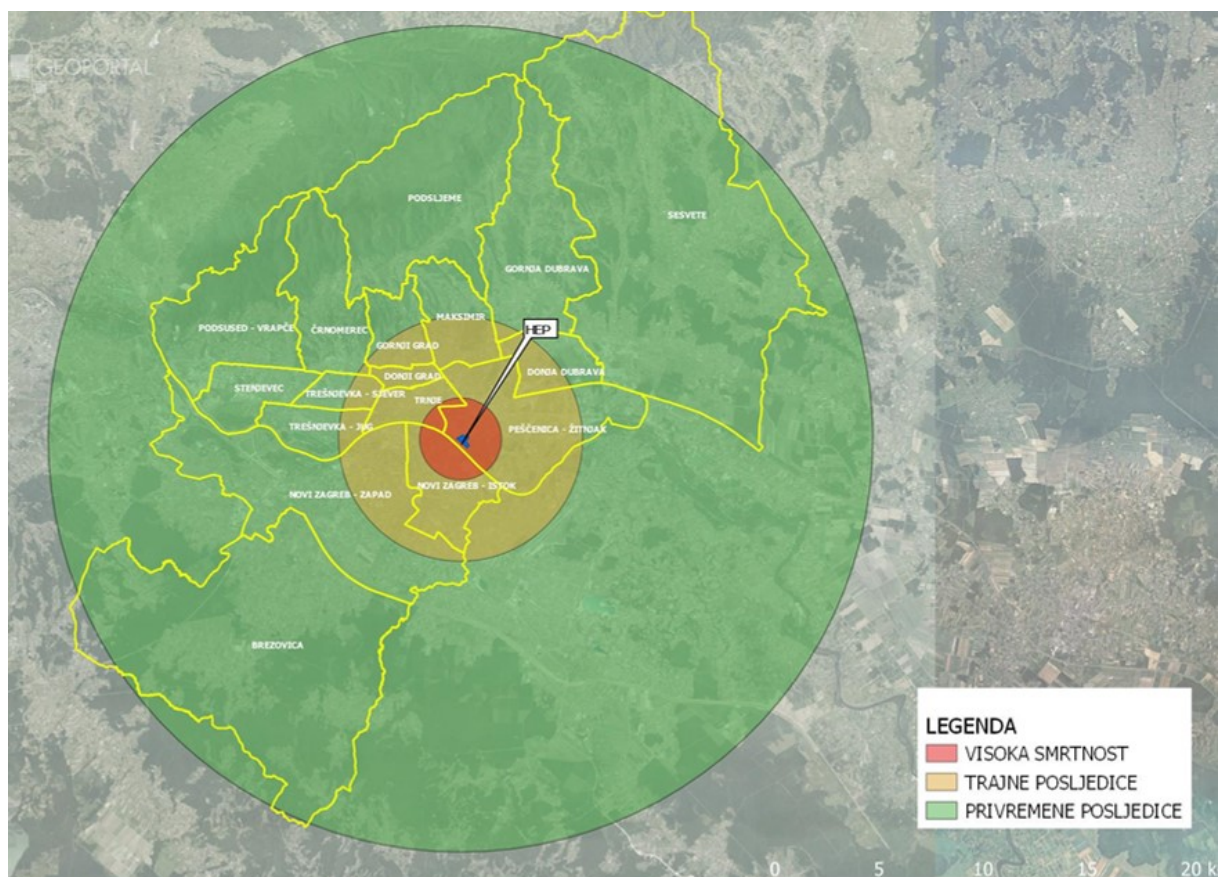 GEOPORTAL
PODSLJEME
SESVETE
GORNJA DUBRAVA
MAKSIMIR
PODSUSED - VRAPČE
ČRNOMEREC
HEP
GORNJI GRAD
DONJI GRAD
DONJA DUBRAVA
STENJEVEC
TREŠNJEVKA - SJEVER
TRNJE
TREŠNJEVKA - JUG
PEŠČENICA - ŽITNJAK
NOVI ZAGREB - ISTOK
NOVI ZAGREB - ZAPAD
BREZOVICA
LEGENDA
VISOKA SMRTNOST
TRAJNE POSLJEDICE
PRIVREMENE POSLJEDICE
0 5 10 15 20 k